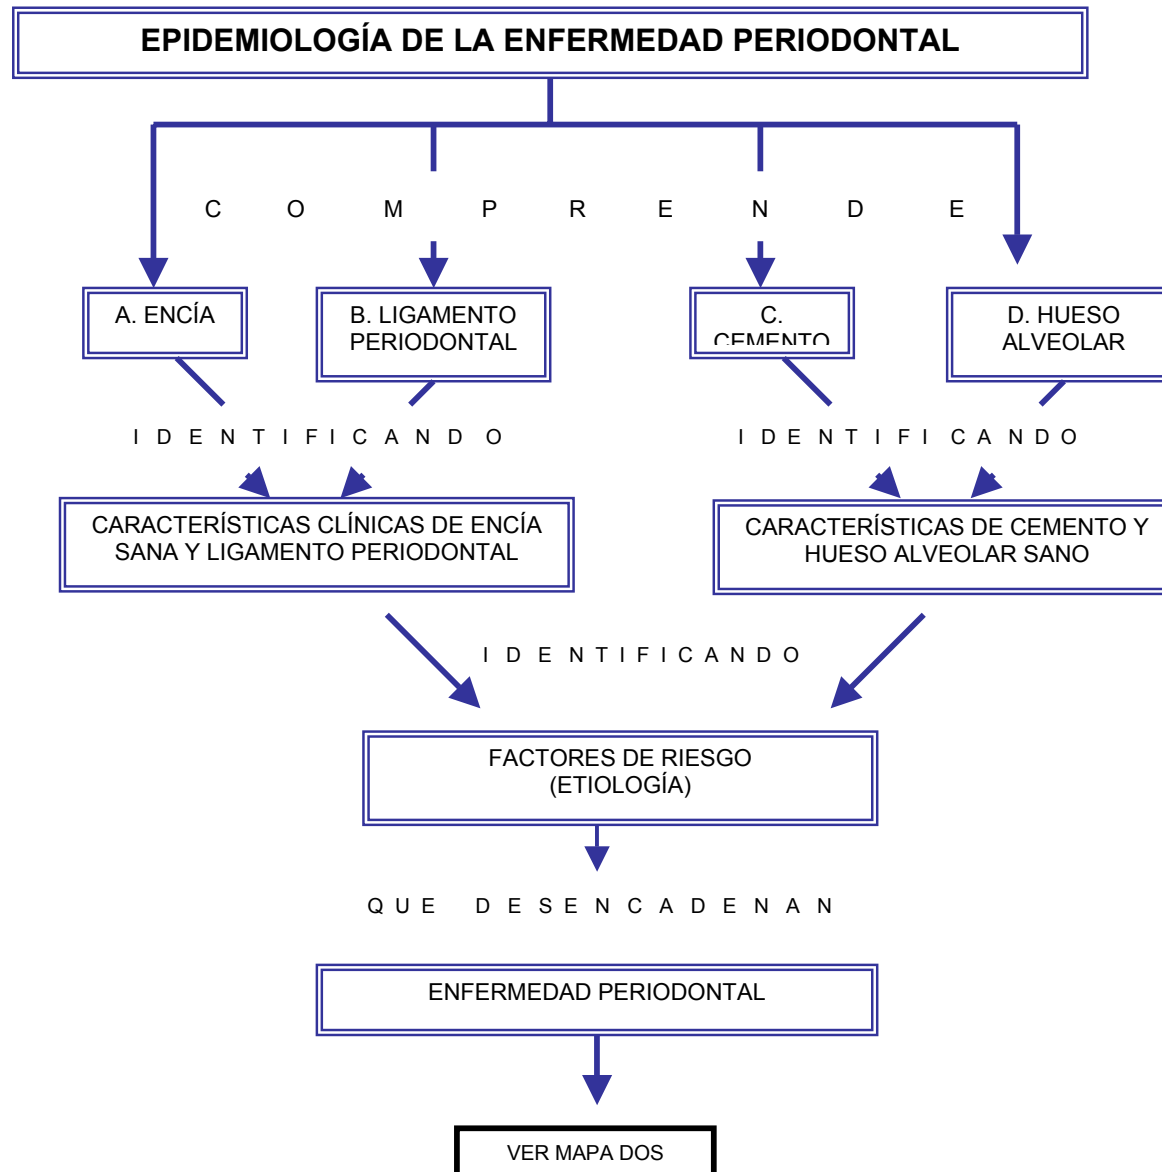 EPIDEMIOLOGÍA DE LA ENFERMEDAD PERIODONTAL
C O M P R E N D E
A. ENCÍA
B. LIGAMENTO
PERIODONTAL
C.
CEMENTO
D. HUESO
ALVEOLAR
I D E N T I F I C A N D O
I D E N T I F I C A N D O
CARACTERÍSTICAS CLÍNICAS DE ENCÍA
SANA Y LIGAMENTO PERIODONTAL
CARACTERÍSTICAS DE CEMENTO Y
HUESO ALVEOLAR SANO
I D E N T I F I C A N D O
FACTORES DE RIESGO
(ETIOLOGÍA)
Q U E D E S E N C A D E N A N
ENFERMEDAD PERIODONTAL
VER MAPA DOS